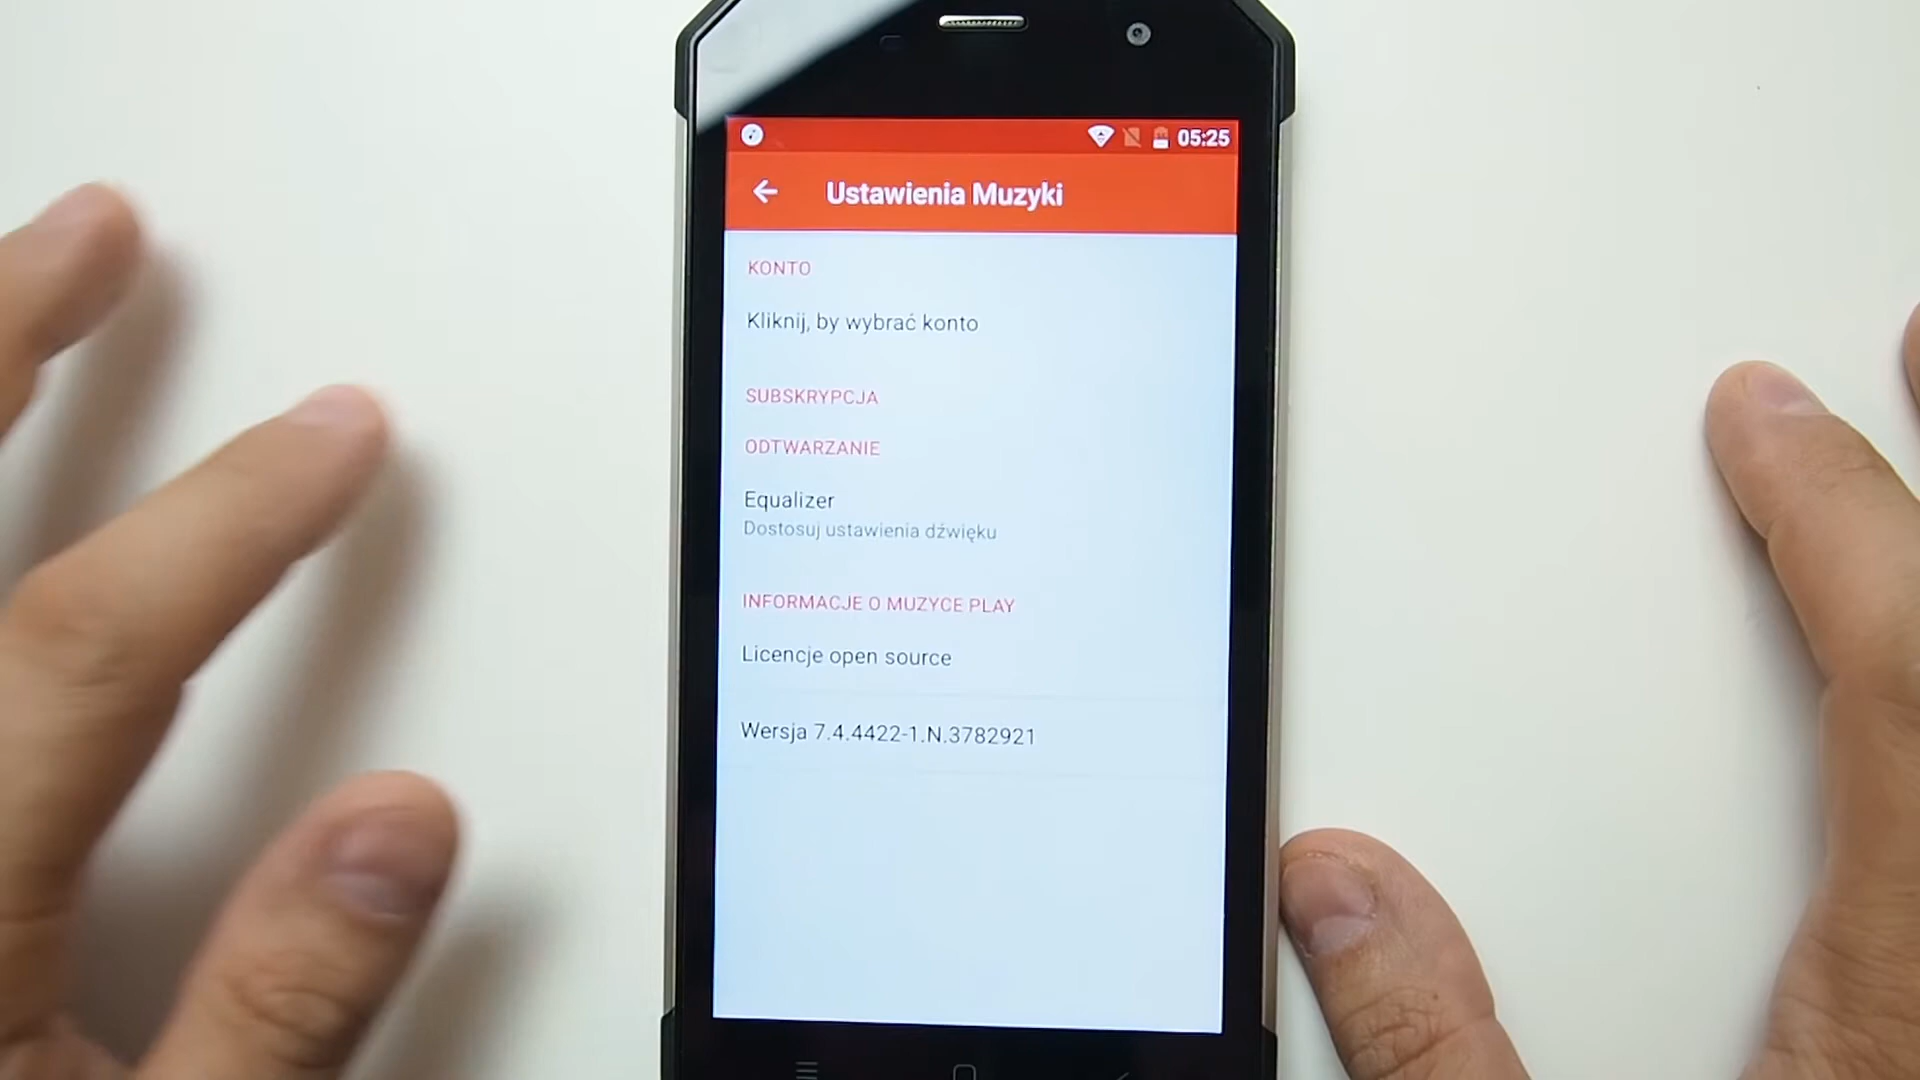 05:25
Ustawienia Muzyki
KONTO
Kliknij, by wybrać konto
SUBSKRYPCJA
ODTWARZANIE
Equalizer
Dostosuj ustawienia dźwięku
INFORMACJE O MUZYCE PLAY
Licencje open source
Wersja 7.4.4422-1.N.3782921